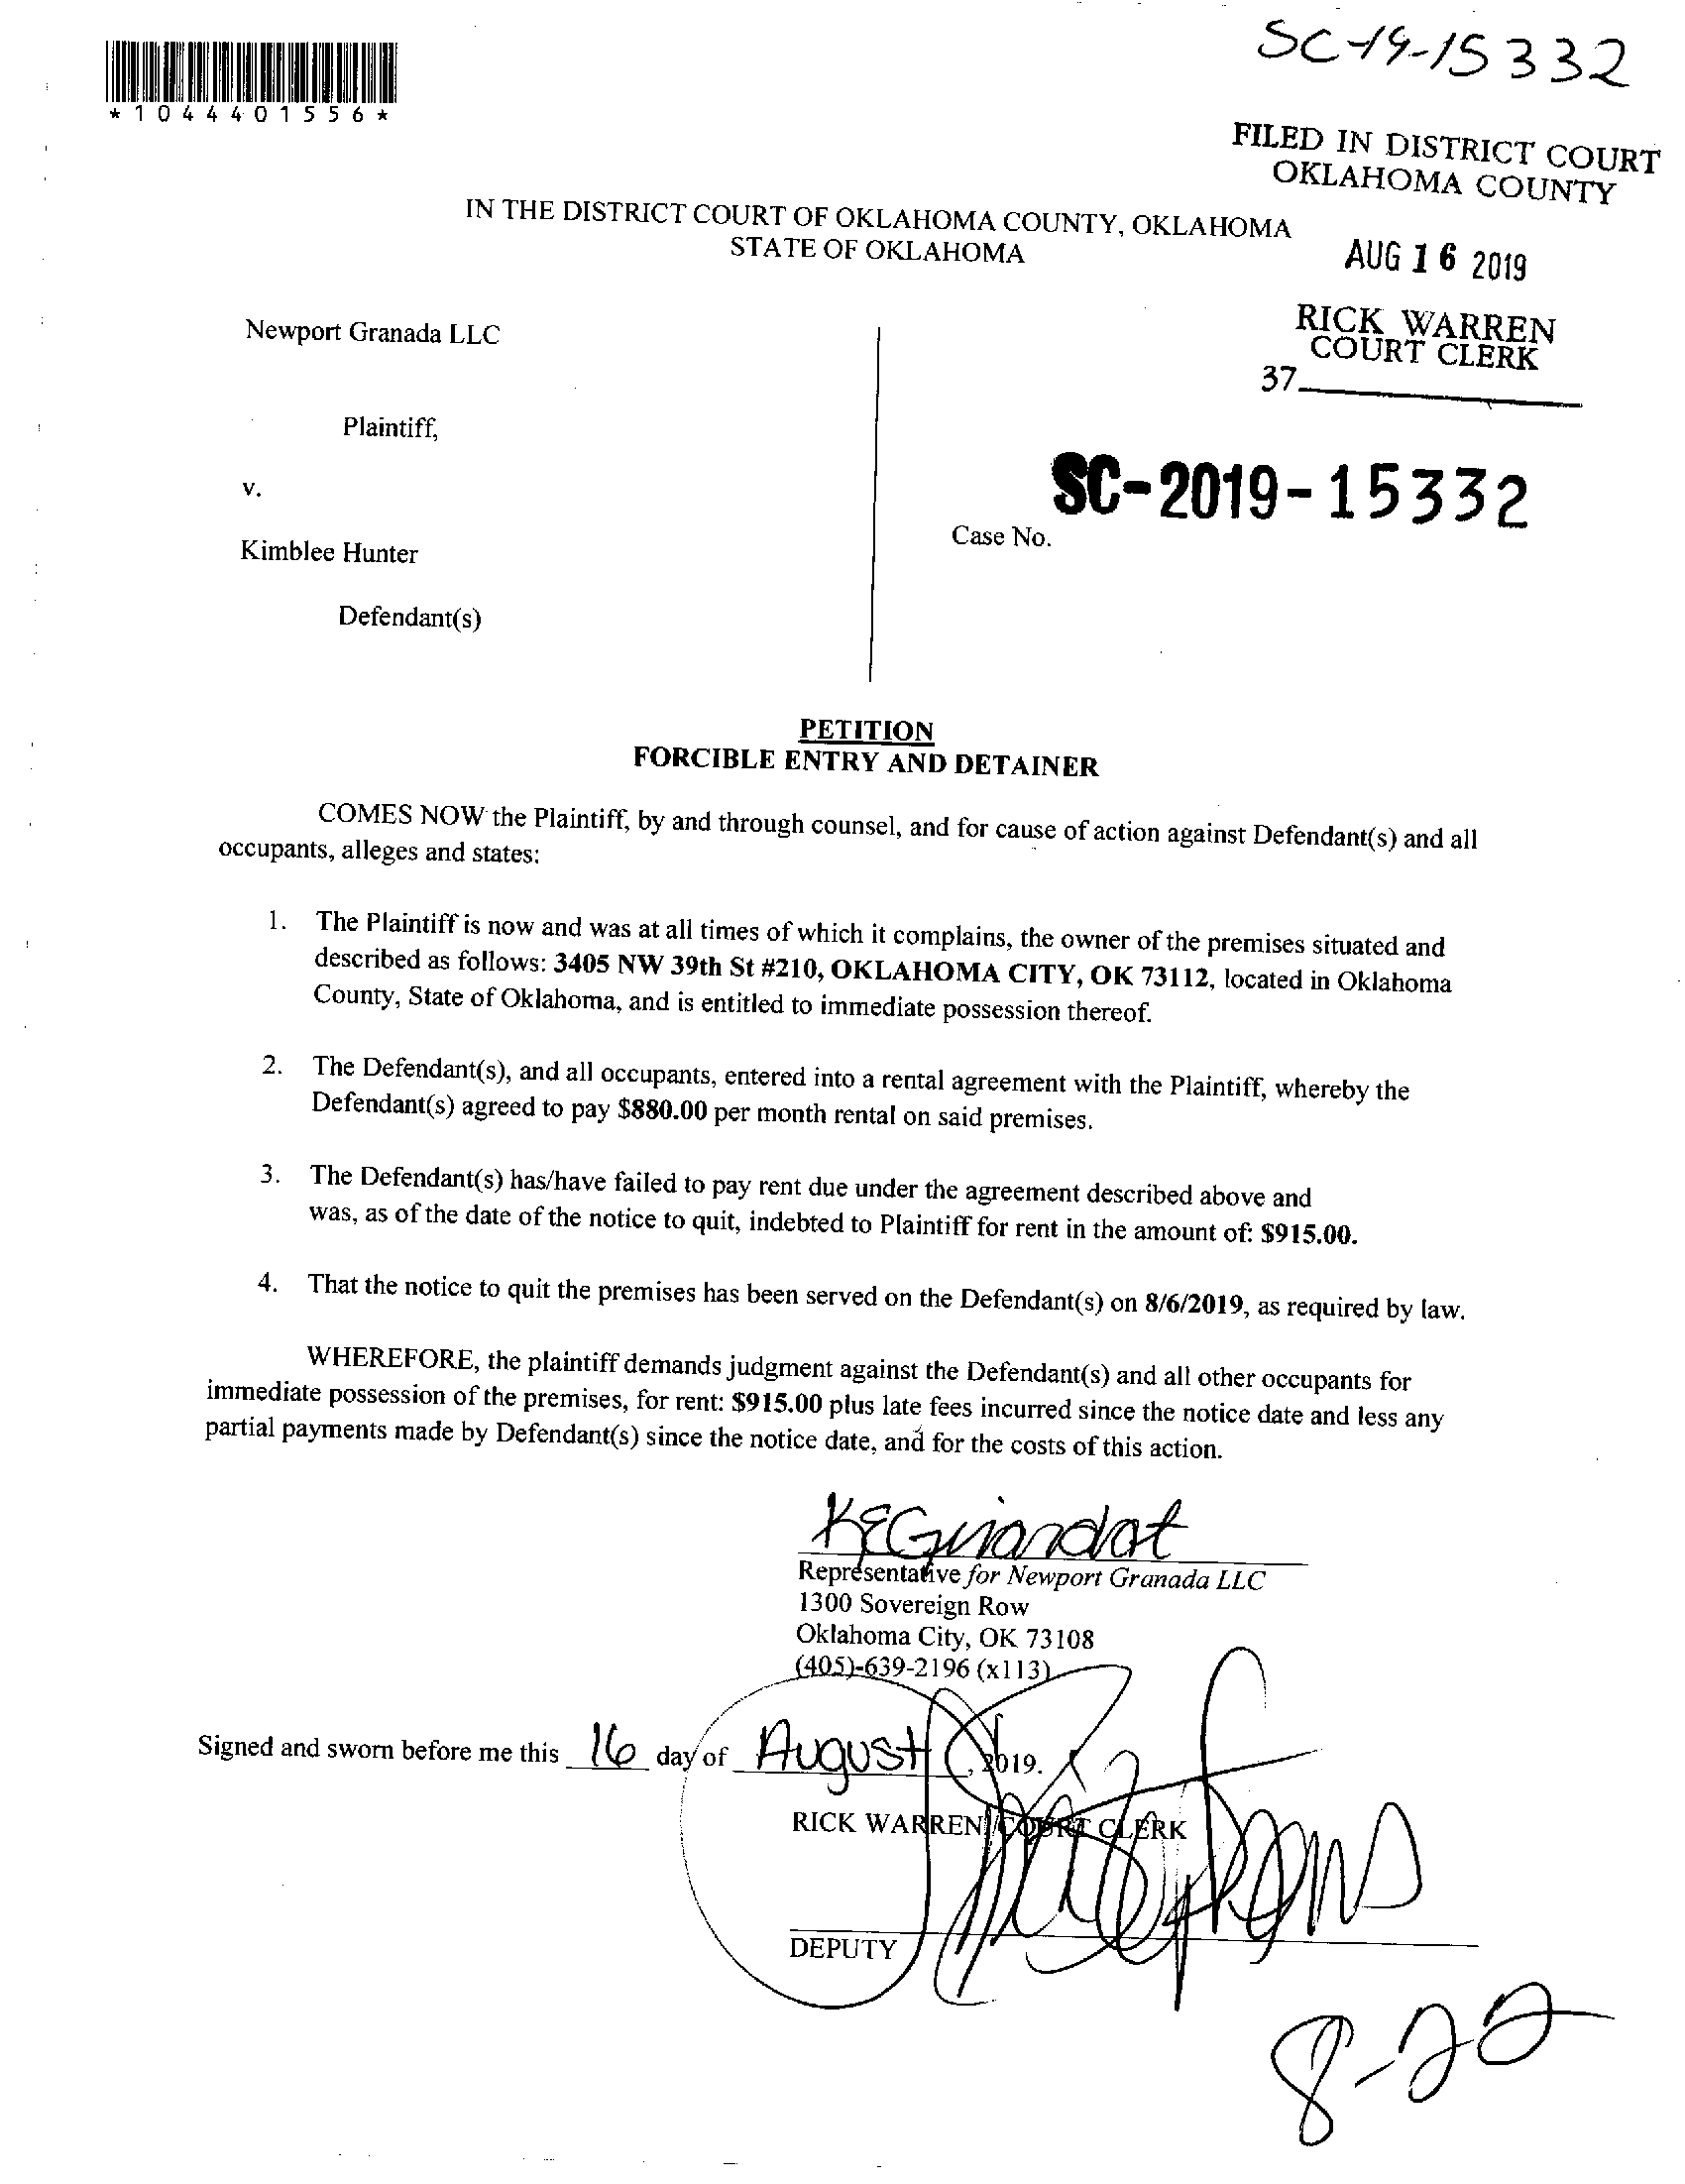 SC-19-15332
*1044401556*
FILED IN DISTRICT COURT
OKLAHOMA COUNTY
IN THE DISTRICT COURT OF OKLAHOMA COUNTY, OKLAHOMA
STATE OF OKLAHOMA
AUG 16 2019
RICK WARREN
COURT CLERK
37
Newport Granada LLC
Plaintiff,
v.
SC-2019-15332
Case No.
Kimblee Hunter
Defendant(s)
PETITION
FORCIBLE ENTRY AND DETAINER
COMES NOW the Plaintiff, by and through counsel, and for cause of action against Defendant(s) and all
occupants, alleges and states:
1. The Plaintiff is now and was at all times of which it complains, the owner of the premises situated and
described as follows: 3405 NW 39th St #210, OKLAHOMA CITY, OK 73112, located in Oklahoma
County, State of Oklahoma, and is entitled to immediate possession thereof.
2. The Defendant(s), and all occupants, entered into a rental agreement with the Plaintiff, whereby the
Defendant(s) agreed to pay $880.00 per month rental on said premises.
3. The Defendant(s) has/have failed to pay rent due under the agreement described above and
was, as of the date of the notice to quit, indebted to Plaintiff for rent in the amount of: $915.00.
4. That the notice to quit the premises has been served on the Defendant(s) on 8/6/2019, as required by law.
WHEREFORE, the plaintiff demands judgment against the Defendant(s) and all other occupants for
immediate possession of the premises, for rent: $915.00 plus late fees incurred since the notice date and less any
partial payments made by Defendant(s) since the notice date, and for the costs of this action.
Representative for Newport Granada LLC
1300 Sovereign Row
Oklahoma City, OK 73108
(405)-639-2196 (x113)
Signed and sworn before me this 16 day of August, 2019.
RICK WARREN, COURT CLERK
DEPUTY
8-22